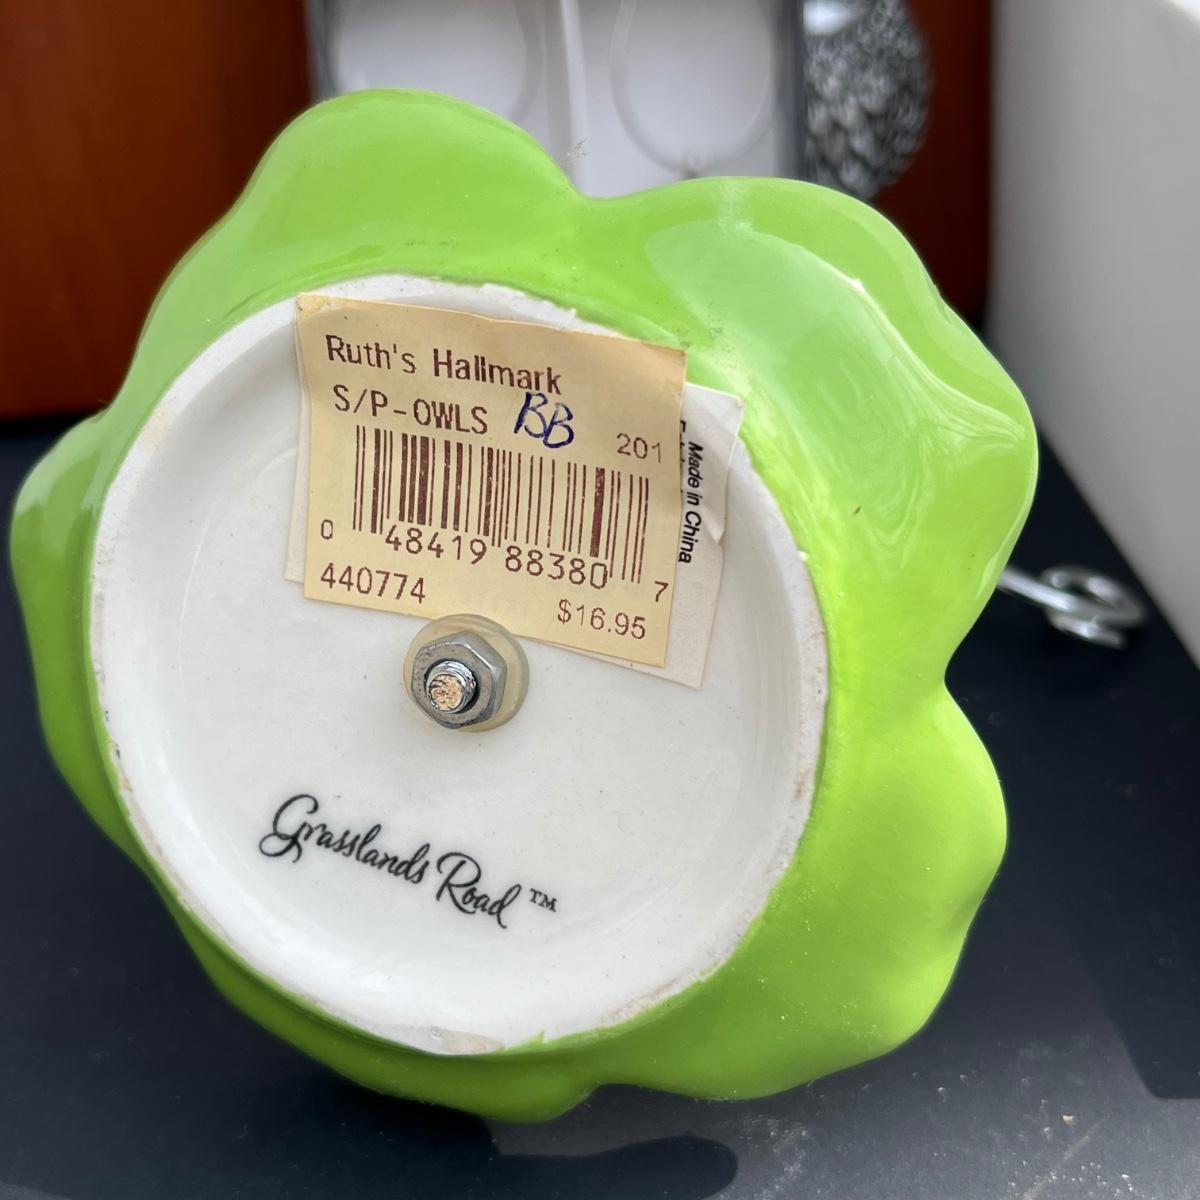 Ruth's Hallmark
S/P-OWLS BB 201
0 48419 88380 7
440774 $16.95
Made in China
Grasslands Road™